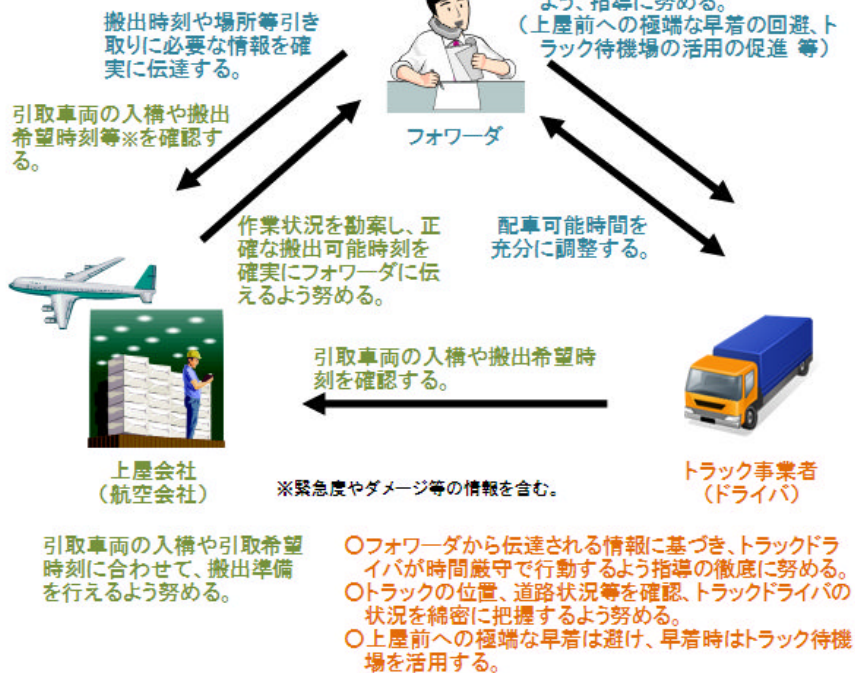 よう、指導に努める。
（上屋前への極端な早着の回避、ト
ラック待機場の活用の促進 等）
搬出時刻や場所等引き
取りに必要な情報を確
実に伝達する。
フォワーダ
引取車両の入構や搬出
希望時刻等※を確認す
る。
作業状況を勘案し、正
確な搬出可能時刻を
確実にフォワーダに伝
えるよう努める。
配車可能時間を
充分に調整する。
引取車両の入構や搬出希望時
刻を確認する。
上屋会社
（航空会社）
※緊急度やダメージ等の情報を含む。
トラック事業者
（ドライバ）
引取車両の入構や引取希望
時刻に合わせて、搬出準備
を行えるよう努める。
〇フォワーダから伝達される情報に基づき、トラックドラ
イバが時間厳守で行動するよう指導の徹底に努める。
〇トラックの位置、道路状況等を確認、トラックドライバの
状況を綿密に把握するよう努める。
〇上屋前への極端な早着は避け、早着時はトラック待機
場を活用する。